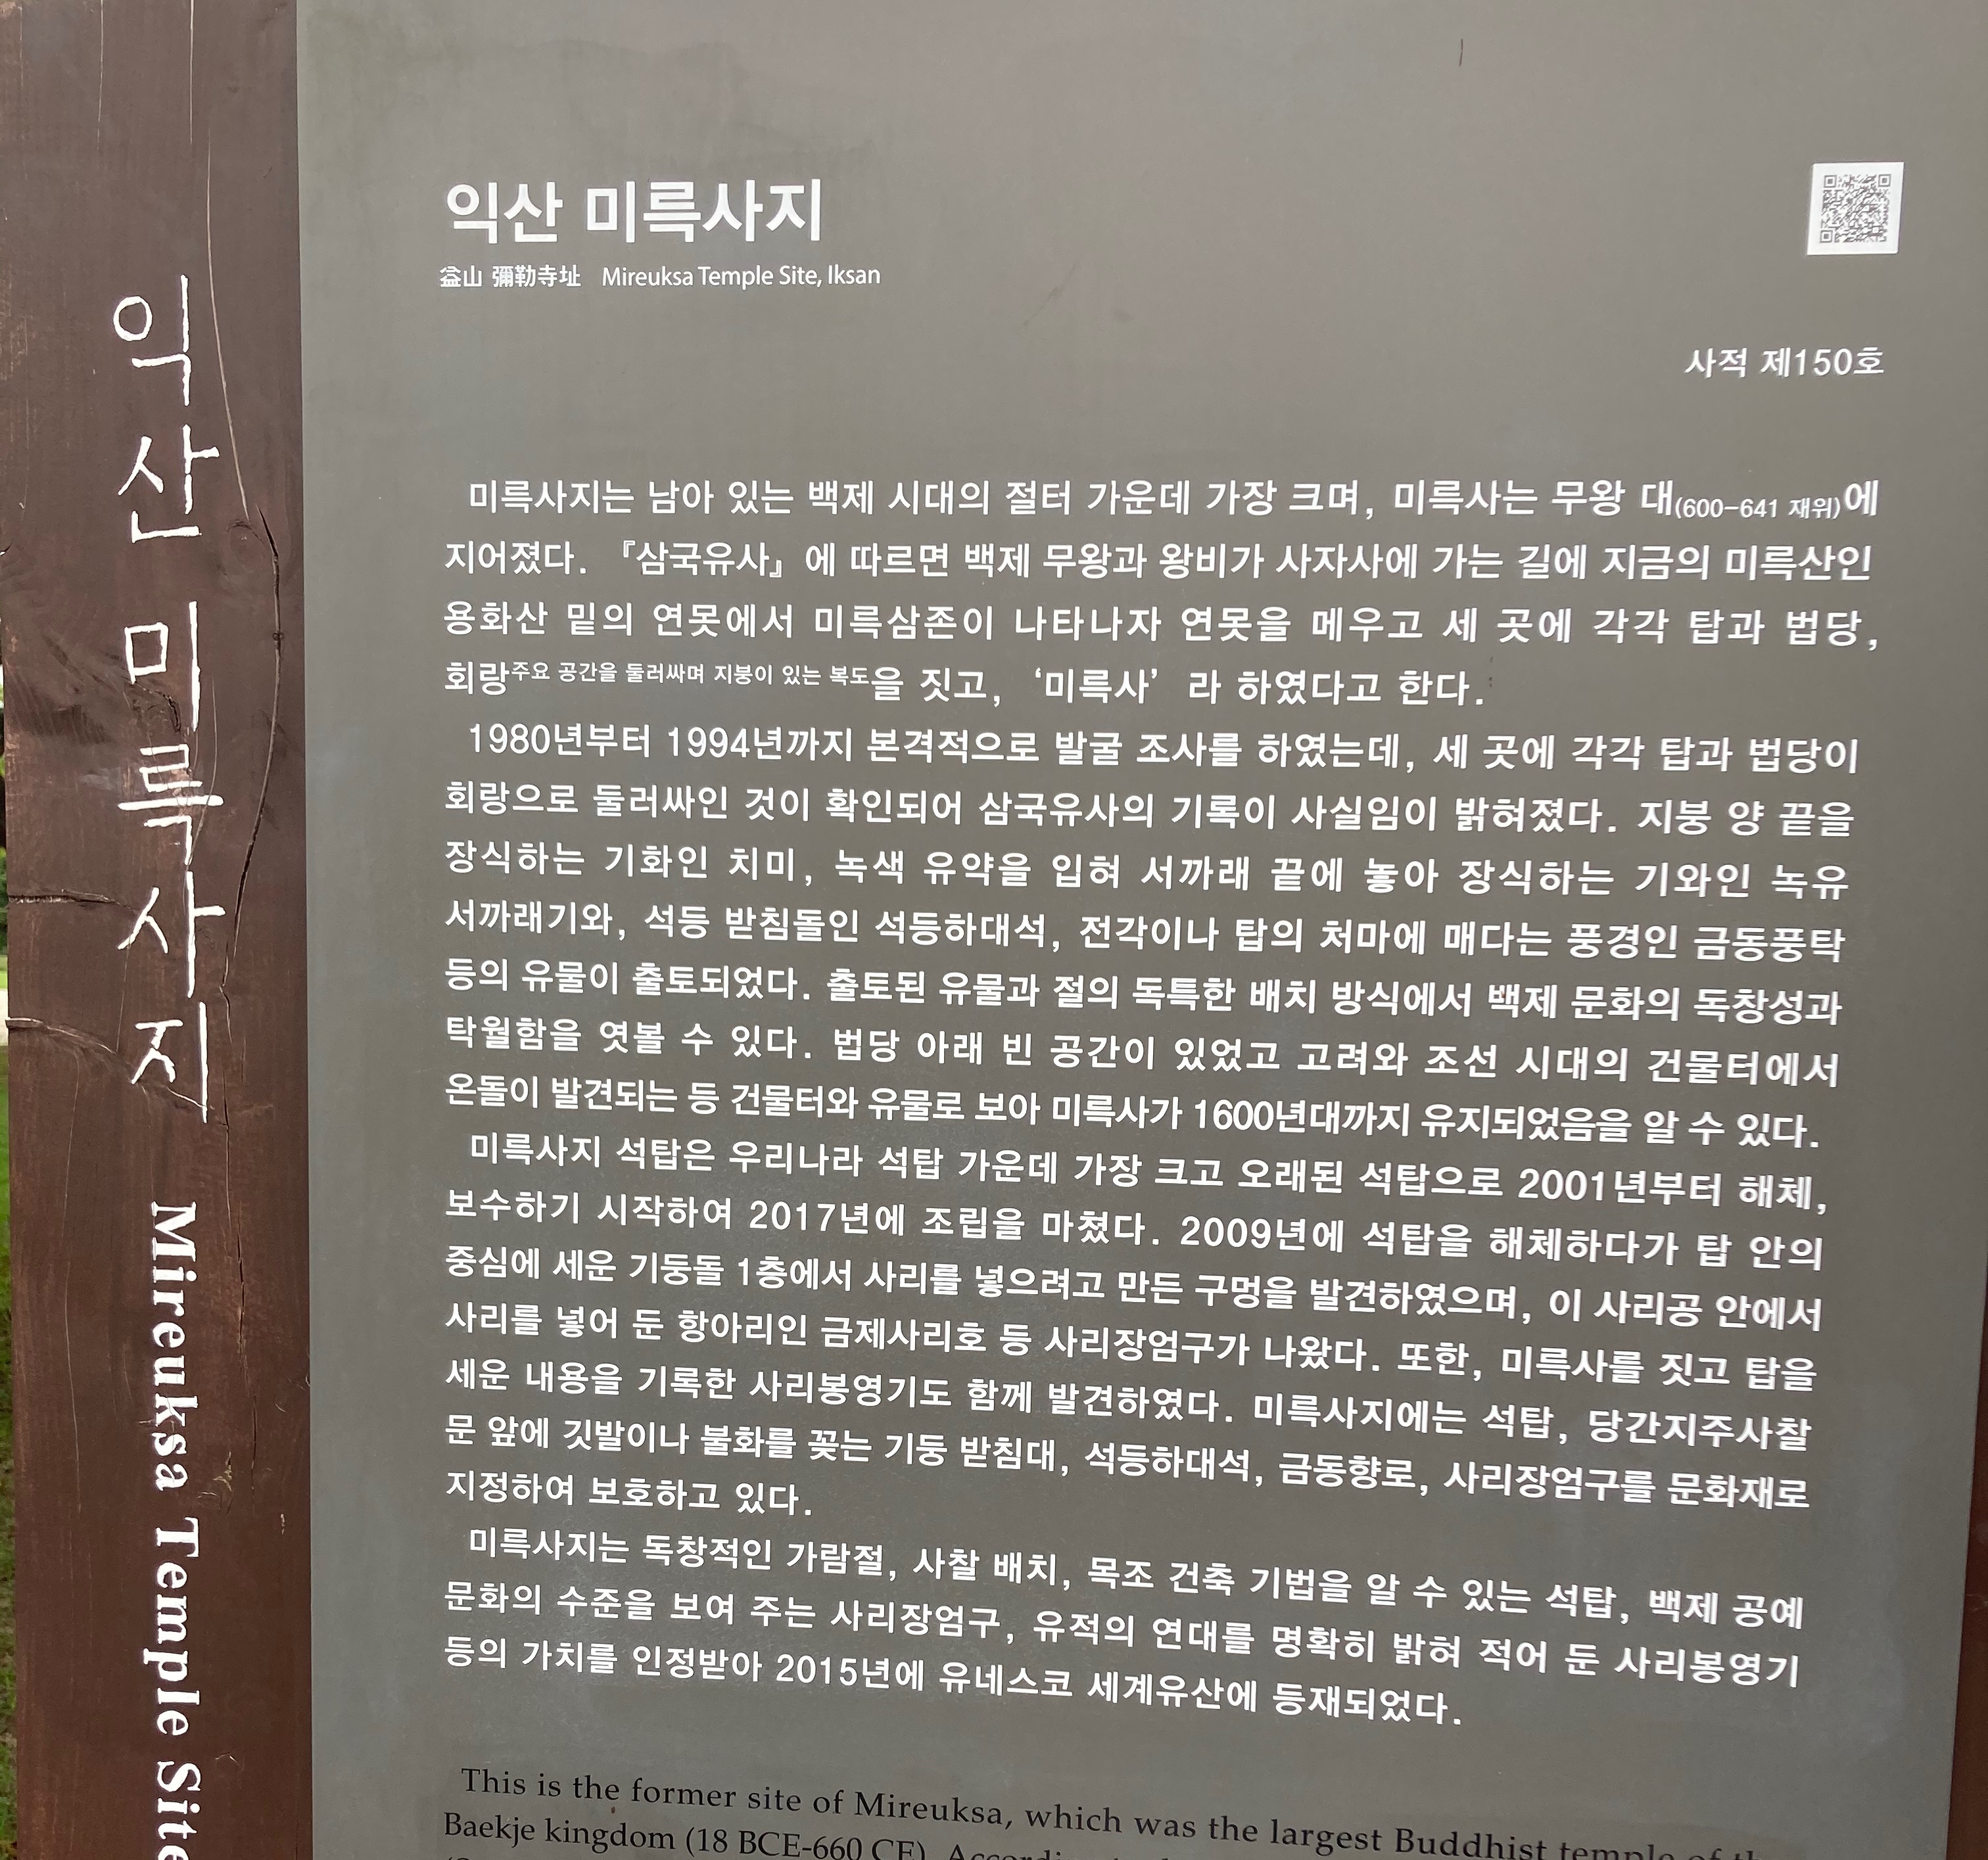 익산 미륵사지
益山 彌勒寺址 Mireuksa Temple Site, Iksan
사적 제150호
미륵사지는 남아 있는 백제 시대의 절터 가운데 가장 크며, 미륵사는 무왕 대(600-641 재위)에
지어졌다. 『삼국유사』에 따르면 백제 무왕과 왕비가 사자사에 가는 길에 지금의 미륵산인
용화산 밑의 연못에서 미륵삼존이 나타나자 연못을 메우고 세 곳에 각각 탑과 법당,
회랑주요 공간을 둘러싸며 지붕이 있는 복도을 짓고, ‘미륵사’라 하였다고 한다.
1980년부터 1994년까지 본격적으로 발굴 조사를 하였는데, 세 곳에 각각 탑과 법당이
회랑으로 둘러싸인 것이 확인되어 삼국유사의 기록이 사실임이 밝혀졌다. 지붕 양 끝을
장식하는 기화인 치미, 녹색 유약을 입혀 서까래 끝에 놓아 장식하는 기와인 녹유
서까래기와, 석등 받침돌인 석등하대석, 전각이나 탑의 처마에 매다는 풍경인 금동풍탁
등의 유물이 출토되었다. 출토된 유물과 절의 독특한 배치 방식에서 백제 문화의 독창성과
탁월함을 엿볼 수 있다. 법당 아래 빈 공간이 있었고 고려와 조선 시대의 건물터에서
온돌이 발견되는 등 건물터와 유물로 보아 미륵사가 1600년대까지 유지되었음을 알 수 있다.
미륵사지 석탑은 우리나라 석탑 가운데 가장 크고 오래된 석탑으로 2001년부터 해체,
보수하기 시작하여 2017년에 조립을 마쳤다. 2009년에 석탑을 해체하다가 탑 안의
중심에 세운 기둥돌 1층에서 사리를 넣으려고 만든 구멍을 발견하였으며, 이 사리공 안에서
사리를 넣어 둔 항아리인 금제사리호 등 사리장엄구가 나왔다. 또한, 미륵사를 짓고 탑을
세운 내용을 기록한 사리봉영기도 함께 발견하였다. 미륵사지에는 석탑, 당간지주사찰
문 앞에 깃발이나 불화를 꽂는 기둥 받침대, 석등하대석, 금동향로, 사리장엄구를 문화재로
지정하여 보호하고 있다.
미륵사지는 독창적인 가람절, 사찰 배치, 목조 건축 기법을 알 수 있는 석탑, 백제 공예
문화의 수준을 보여 주는 사리장엄구, 유적의 연대를 명확히 밝혀 적어 둔 사리봉영기
등의 가치를 인정받아 2015년에 유네스코 세계유산에 등재되었다.
This is the former site of Mireuksa, which was the largest Buddhist temple of
Baekje kingdom (18 BCE-660 CE).
익산 미륵사지 Mireuksa Temple Site